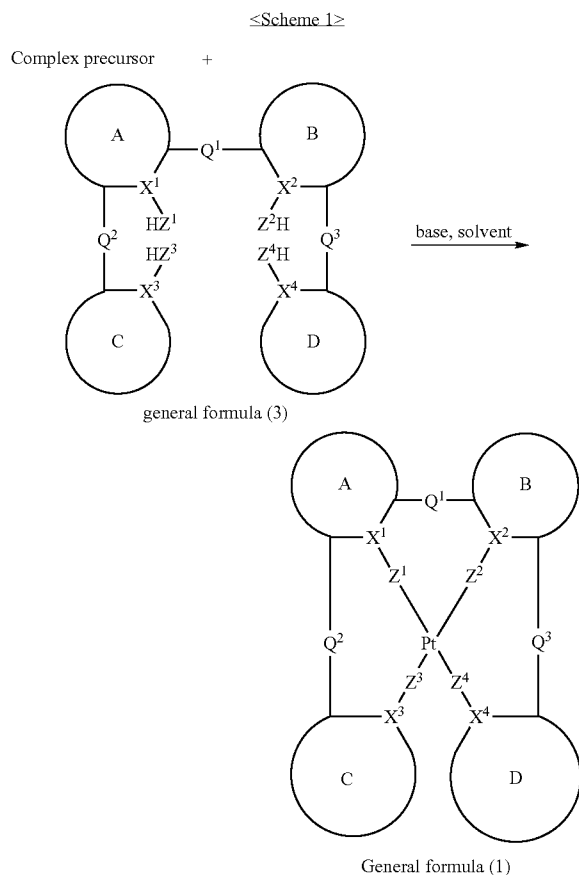 <Scheme 1>
Complex precursor +
A B
Q¹
X¹ X²
HZ¹ Z²H
Q² HZ³ Z⁴H Q³ base, solvent
X³ X⁴
C D
general formula (3)
A B
Q¹
X¹ X²
Z¹ Z²
Q² Pt Q³
Z³ Z⁴
X³ X⁴
C D
General formula (1)